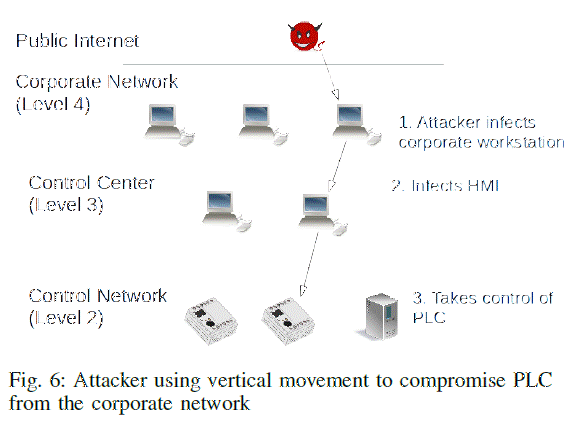 Public Internet
Corporate Network
(Level 4)
1. Attacker infects
corporate workstation
Control Center
(Level 3)
2. Infects HMI
Control Network
(Level 2)
3. Takes control of
PLC
Fig. 6: Attacker using vertical movement to compromise PLC
from the corporate network